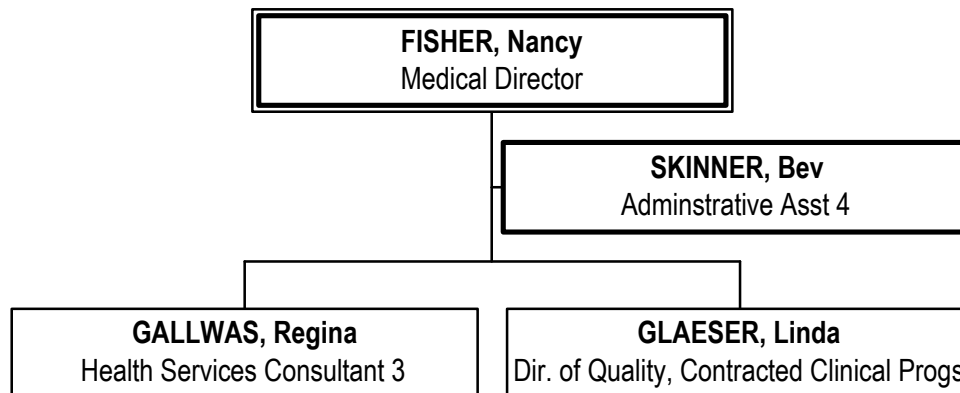 FISHER, Nancy
Medical Director
SKINNER, Bev
Adminstrative Asst 4
GALLWAS, Regina
Health Services Consultant 3
GLAESER, Linda
Dir. of Quality, Contracted Clinical Progs